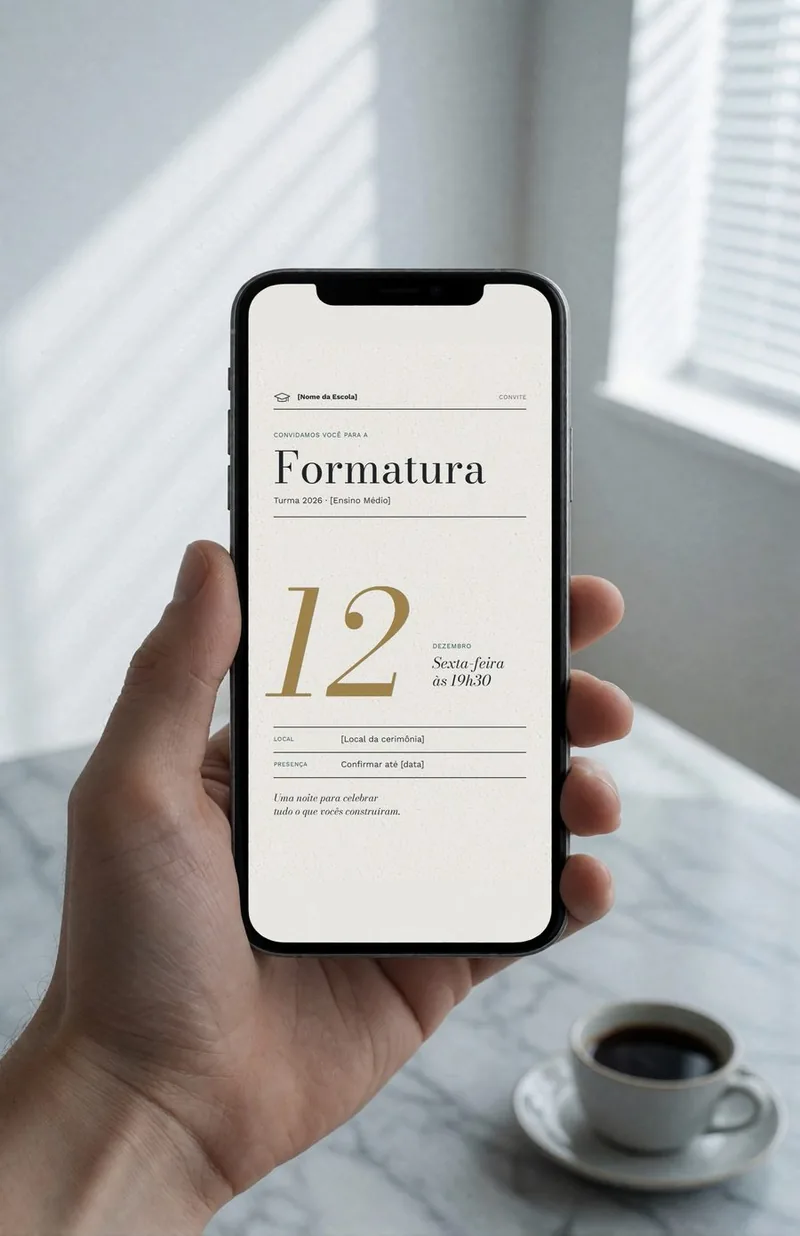 [Nome da Escola]
CONVITE
CONVIDAMOS VOCÊ PARA A
Formatura
Turma 2026 · [Ensino Médio]
12
DEZEMBRO
Sexta-feira
às 19h30
LOCAL [Local da cerimônia]
PRESENÇA Confirmar até [data]
Uma noite para celebrar
tudo o que vocês construíram.